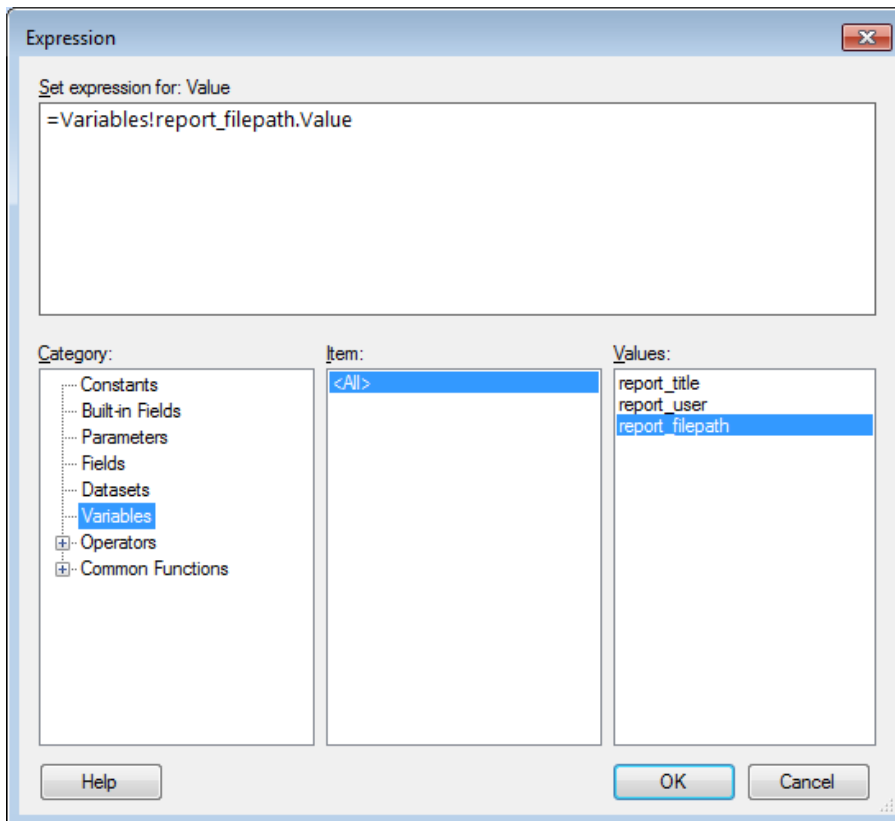 Expression
Set expression for: Value
=Variables!report_filepath.Value
Category:
Constants
Built-in Fields
Parameters
Fields
Datasets
Variables
Operators
Common Functions
Item:
<All>
Values:
report_title
report_user
report_filepath
Help
OK
Cancel